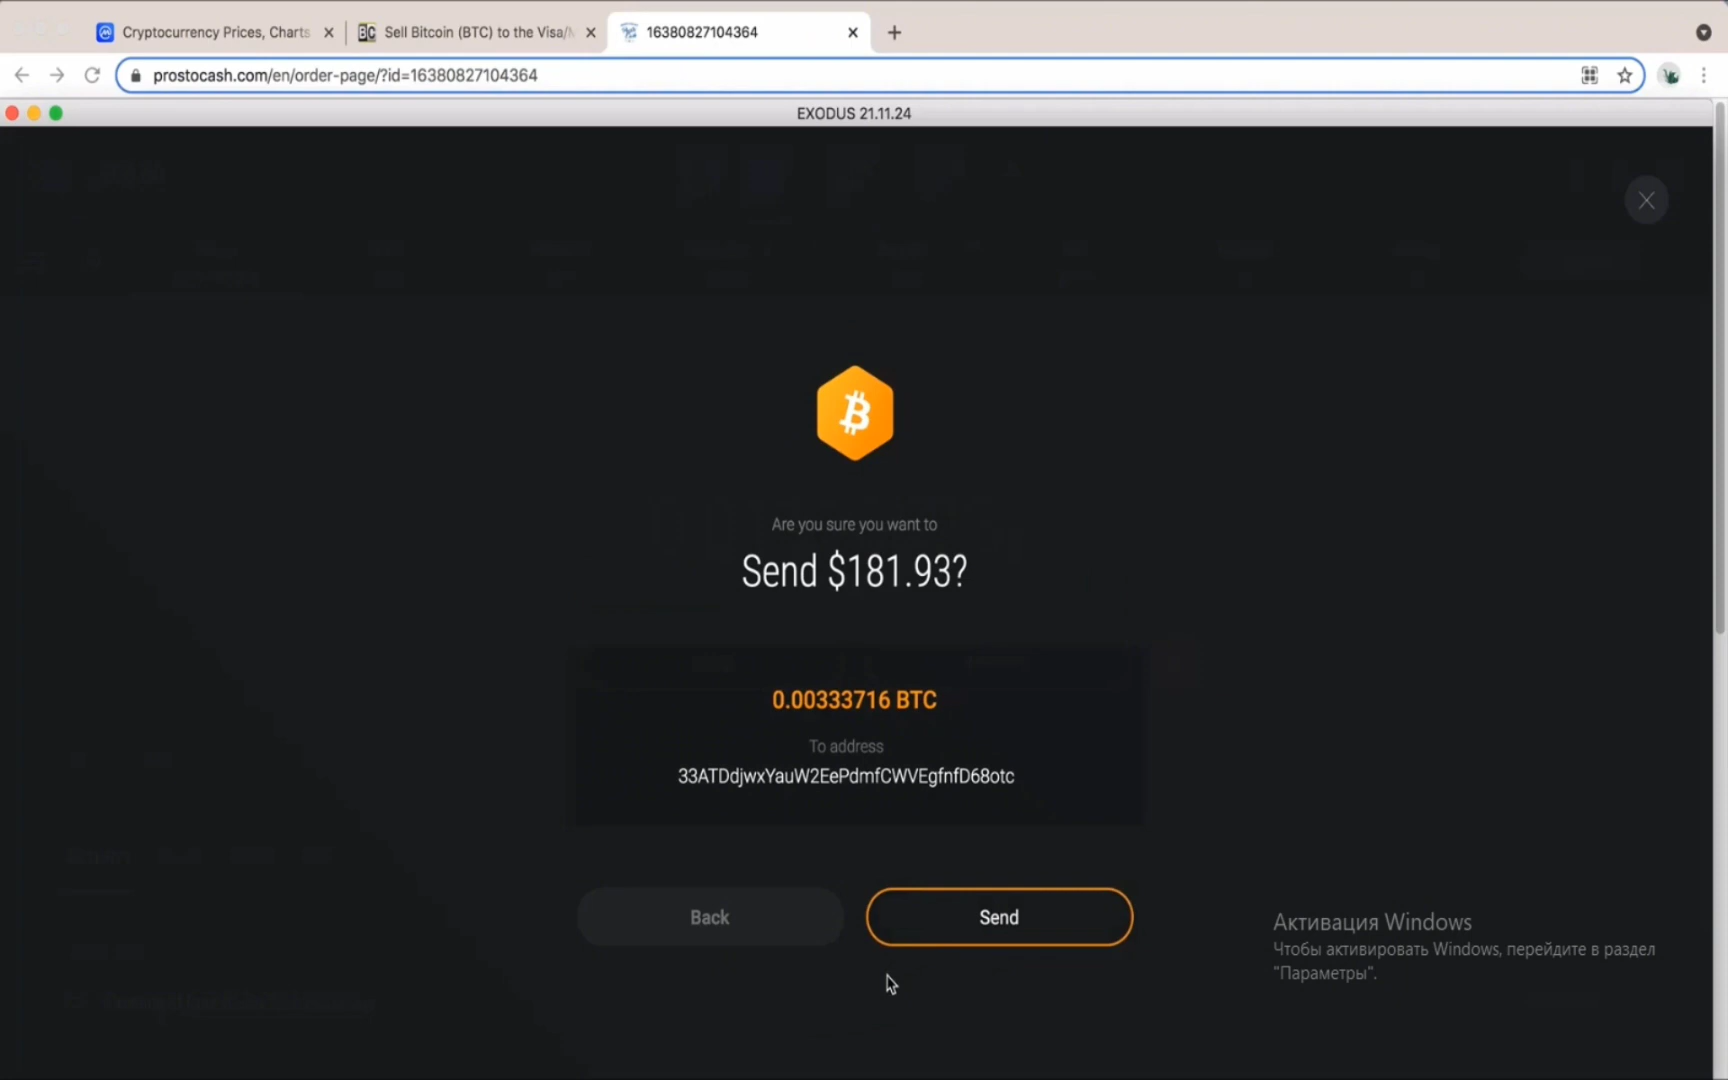 Cryptocurrency Prices, Charts
Sell Bitcoin (BTC) to the Visa/M
16380827104364
prostocash.com/en/order-page/?id=16380827104364
EXODUS 21.11.24
Are you sure you want to
Send $181.93?
0.00333716 BTC
To address
33ATDdjwxYauW2EePdmfCWVEgfnfD68otc
Back
Send
Активация Windows
Чтобы активировать Windows, перейдите в раздел
"Параметры".